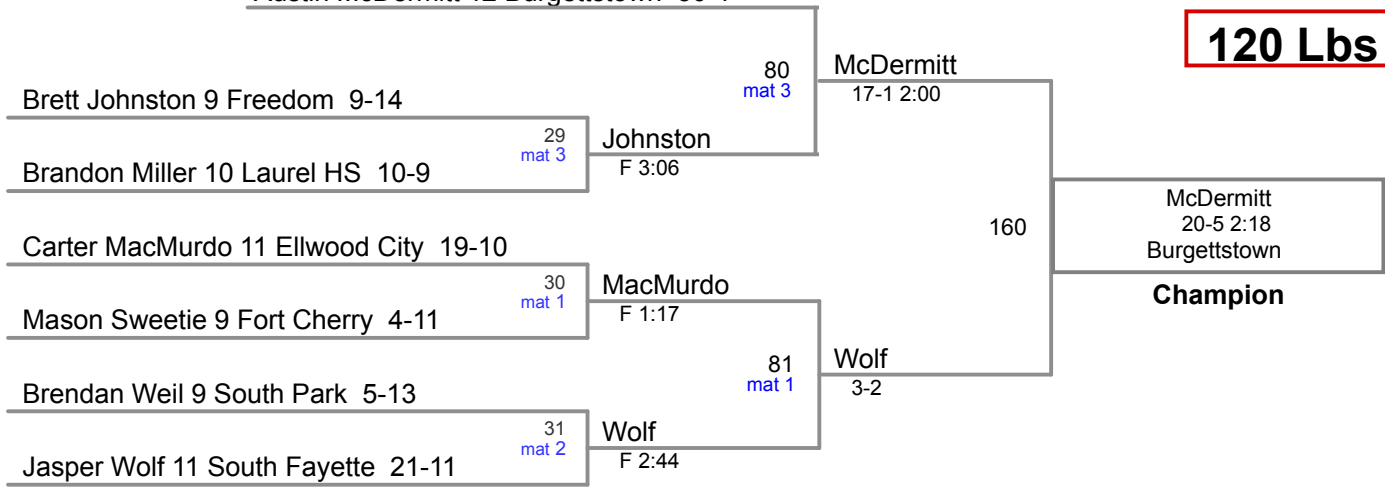 Austin McDermitt 12 Burgettstown
120 Lbs
80
mat 3
McDermitt
17-1 2:00
Brett Johnston 9 Freedom 9-14
29
mat 3
Johnston
F 3:06
Brandon Miller 10 Laurel HS 10-9
160
McDermitt
20-5 2:18
Burgettstown
Champion
Carter MacMurdo 11 Ellwood City 19-10
30
mat 1
MacMurdo
F 1:17
Mason Sweetie 9 Fort Cherry 4-11
81
mat 1
Wolf
3-2
Brendan Weil 9 South Park 5-13
31
mat 2
Wolf
F 2:44
Jasper Wolf 11 South Fayette 21-11